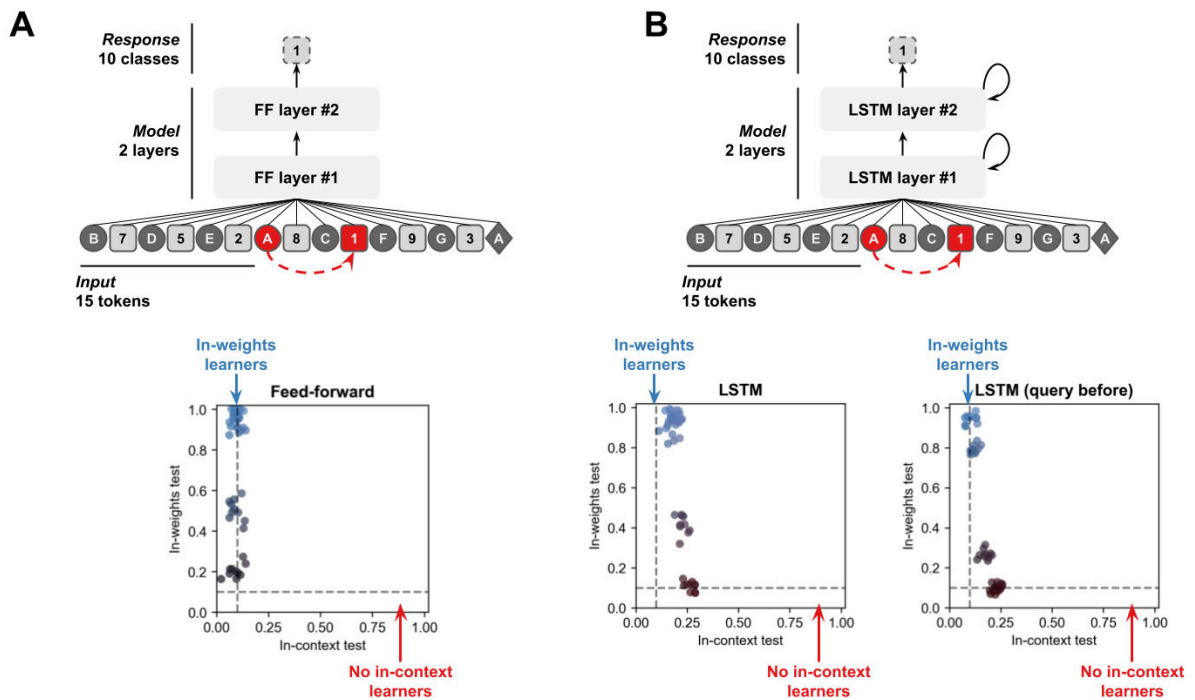 A
Response
10 classes
1
FF layer #2
Model
2 layers
FF layer #1
B 7 D 5 E 2 A 8 C 1 F 9 G 3 A
Input
15 tokens
In-weights
learners
Feed-forward
In-weights test
1.0
0.8
0.6
0.4
0.2
0.0
0.00 0.25 0.50 0.75 1.00
In-context test
No in-context
learners
B
Response
10 classes
1
LSTM layer #2
Model
2 layers
LSTM layer #1
B 7 D 5 E 2 A 8 C 1 F 9 G 3 A
Input
15 tokens
In-weights
learners
LSTM
In-weights test
1.0
0.8
0.6
0.4
0.2
0.0
0.00 0.25 0.50 0.75 1.00
In-context test
No in-context
learners
In-weights
learners
LSTM (query before)
In-weights test
1.0
0.8
0.6
0.4
0.2
0.0
0.00 0.25 0.50 0.75 1.00
In-context test
No in-context
learners